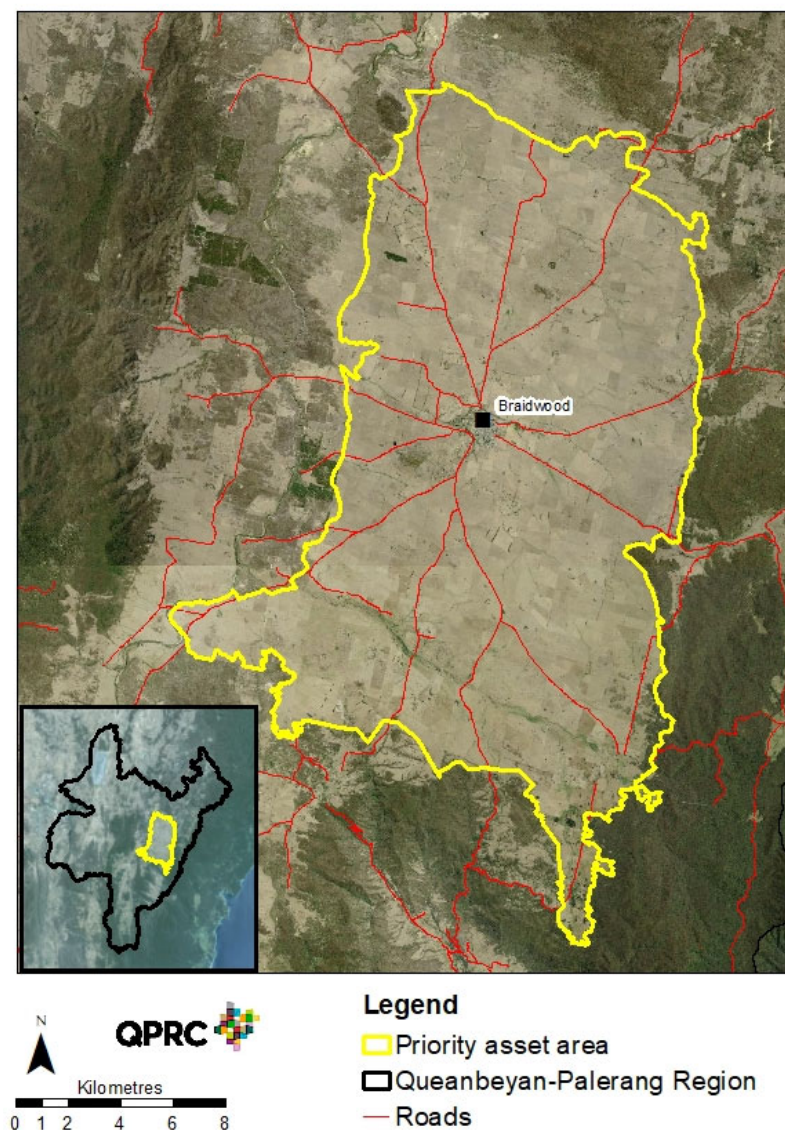 Braidwood
N
QPRC
Kilometres
0 1 2 4 6 8
Legend
Priority asset area
Queanbeyan-Palerang Region
Roads